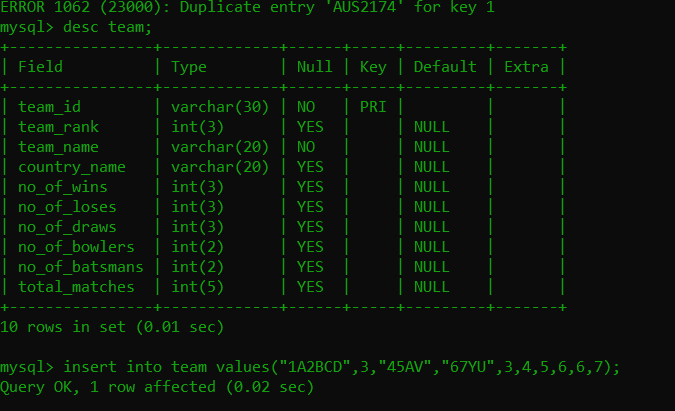 ERROR 1062 (23000): Duplicate entry 'AUS2174' for key 1
mysql> desc team;
+---------------+-------------+------+-----+---------+-------+
| Field         | Type        | Null | Key | Default | Extra |
+---------------+-------------+------+-----+---------+-------+
| team_id       | varchar(30) | NO   | PRI |         |       |
| team_rank     | int(3)      | YES  |     | NULL    |       |
| team_name     | varchar(20) | NO   |     | NULL    |       |
| country_name  | varchar(20) | YES  |     | NULL    |       |
| no_of_wins    | int(3)      | YES  |     | NULL    |       |
| no_of_loses   | int(3)      | YES  |     | NULL    |       |
| no_of_draws   | int(3)      | YES  |     | NULL    |       |
| no_of_bowlers | int(2)      | YES  |     | NULL    |       |
| no_of_batsmans | int(2)      | YES  |     | NULL    |       |
| total_matches | int(5)      | YES  |     | NULL    |       |
+---------------+-------------+------+-----+---------+-------+
10 rows in set (0.01 sec)
mysql> insert into team values("1A2BCD",3,"45AV","67YU",3,4,5,6,6,7);
Query OK, 1 row affected (0.02 sec)